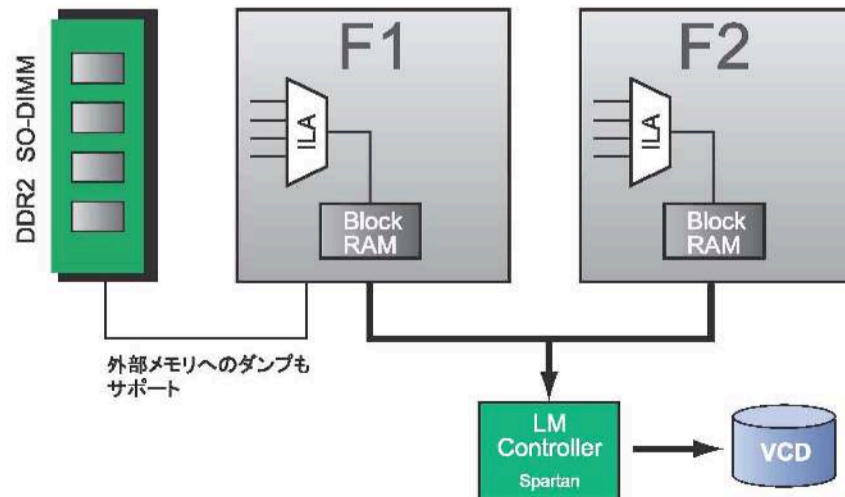 DDR2 SO-DIMM
F1
ILA
Block
RAM
F2
ILA
Block
RAM
外部メモリへのダンプも
サポート
LM
Controller
Spartan
VCD